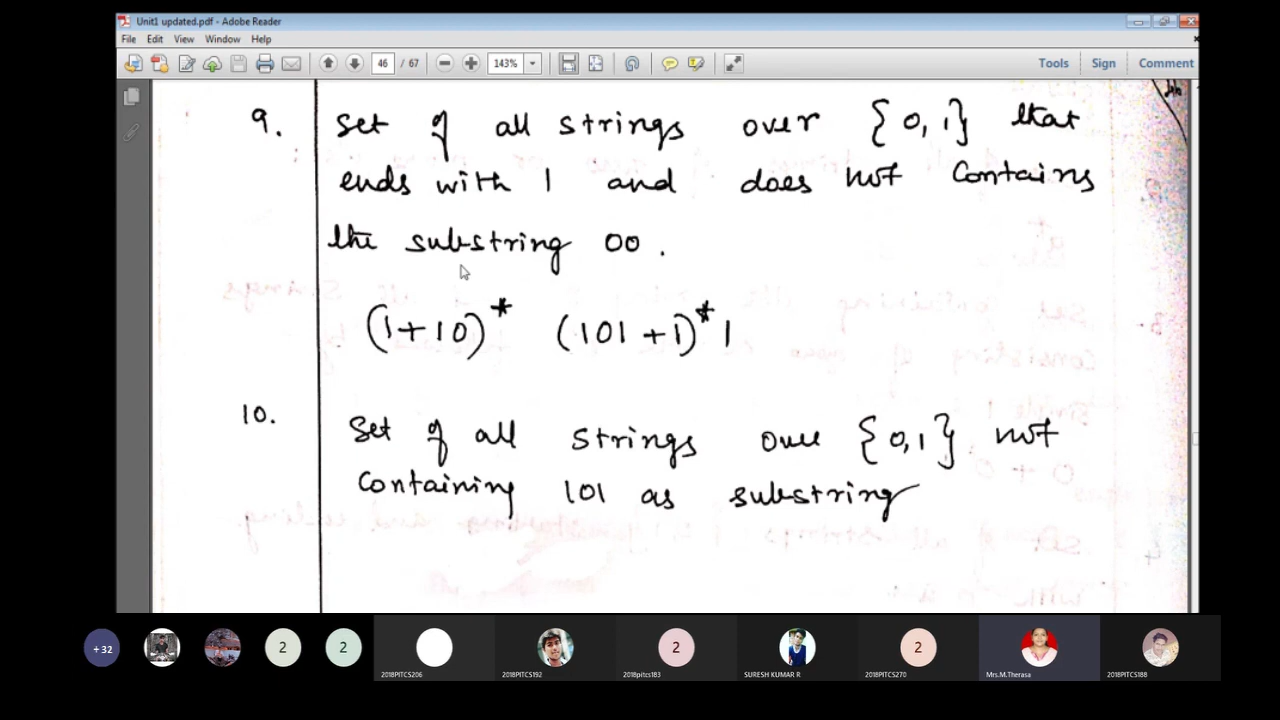 Unit1 updated.pdf - Adobe Reader
File Edit View Window Help
46 / 67 143% Tools Sign Comment
9. Set of all strings over {0,1} that
ends with 1 and does not contains
the substring 00.
(1+10)* (101+1)*1
10. Set of all strings over {0,1} not
containing 101 as substring
+32 2 2 2 2
2018PITCS206 2018PITCS192 2018pitcs183 SURESH KUMAR R 2018PITCS270 Mrs.M.Therasa 2018PITCS188